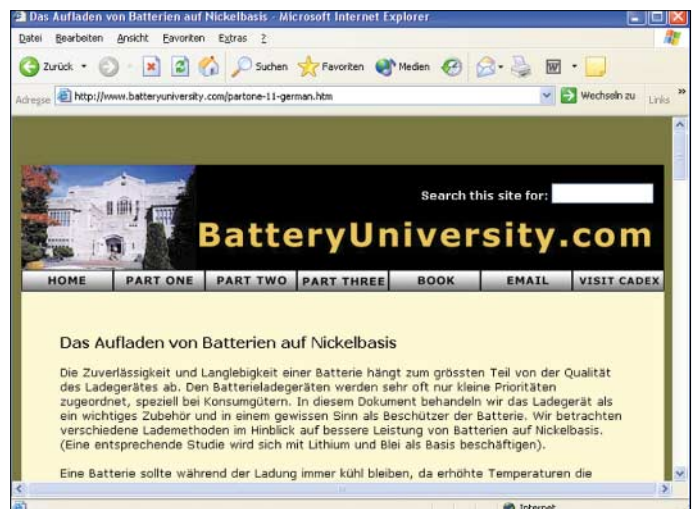 Das Aufladen von Batterien auf Nickelbasis - Microsoft Internet Explorer
Datei Bearbeiten Ansicht Favoriten Extras ?
Zurück Suchen Favoriten Medien W
Adresse http://www.batteryuniversity.com/partone-11-german.htm Wechseln zu Links »
Search this site for:
BatteryUniversity.com
HOME PART ONE PART TWO PART THREE BOOK EMAIL VISIT CADEX
Das Aufladen von Batterien auf Nickelbasis
Die Zuverlässigkeit und Langlebigkeit einer Batterie hängt zum grössten Teil von der Qualität
des Ladegerätes ab. Den Batterieladegeräten werden sehr oft nur kleine Prioritäten
zugeordnet, speziell bei Konsumgütern. In diesem Dokument behandeln wir das Ladegerät als
ein wichtiges Zubehör und in einem gewissen Sinn als Beschützer der Batterie. Wir betrachten
verschiedene Lademethoden im Hinblick auf bessere Leistung von Batterien auf Nickelbasis.
(Eine entsprechende Studie wird sich mit Lithium und Blei als Basis beschäftigen).
Eine Batterie sollte während der Ladung immer kühl bleiben, da erhöhte Temperaturen die
Internet